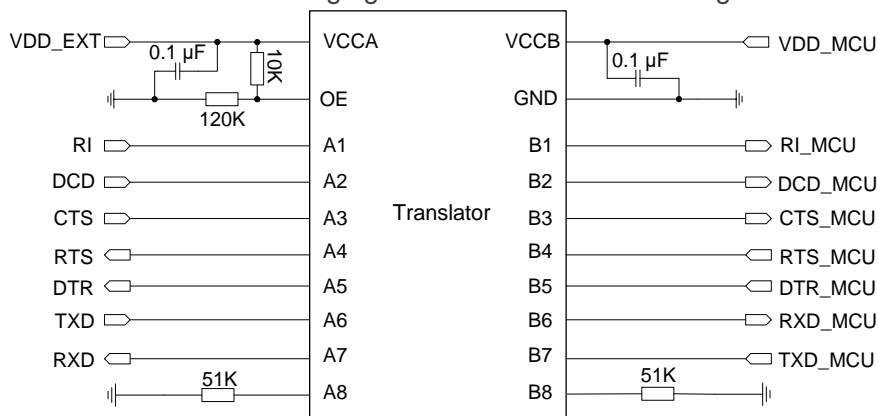 VDD_EXT VCCA VCCB VDD_MCU
0.1 µF 10K 0.1 µF
OE GND
120K
RI A1 B1 RI_MCU
DCD A2 B2 DCD_MCU
CTS A3 Translator B3 CTS_MCU
RTS A4 B4 RTS_MCU
DTR A5 B5 DTR_MCU
TXD A6 B6 RXD_MCU
RXD A7 B7 TXD_MCU
51K A8 B8 51K